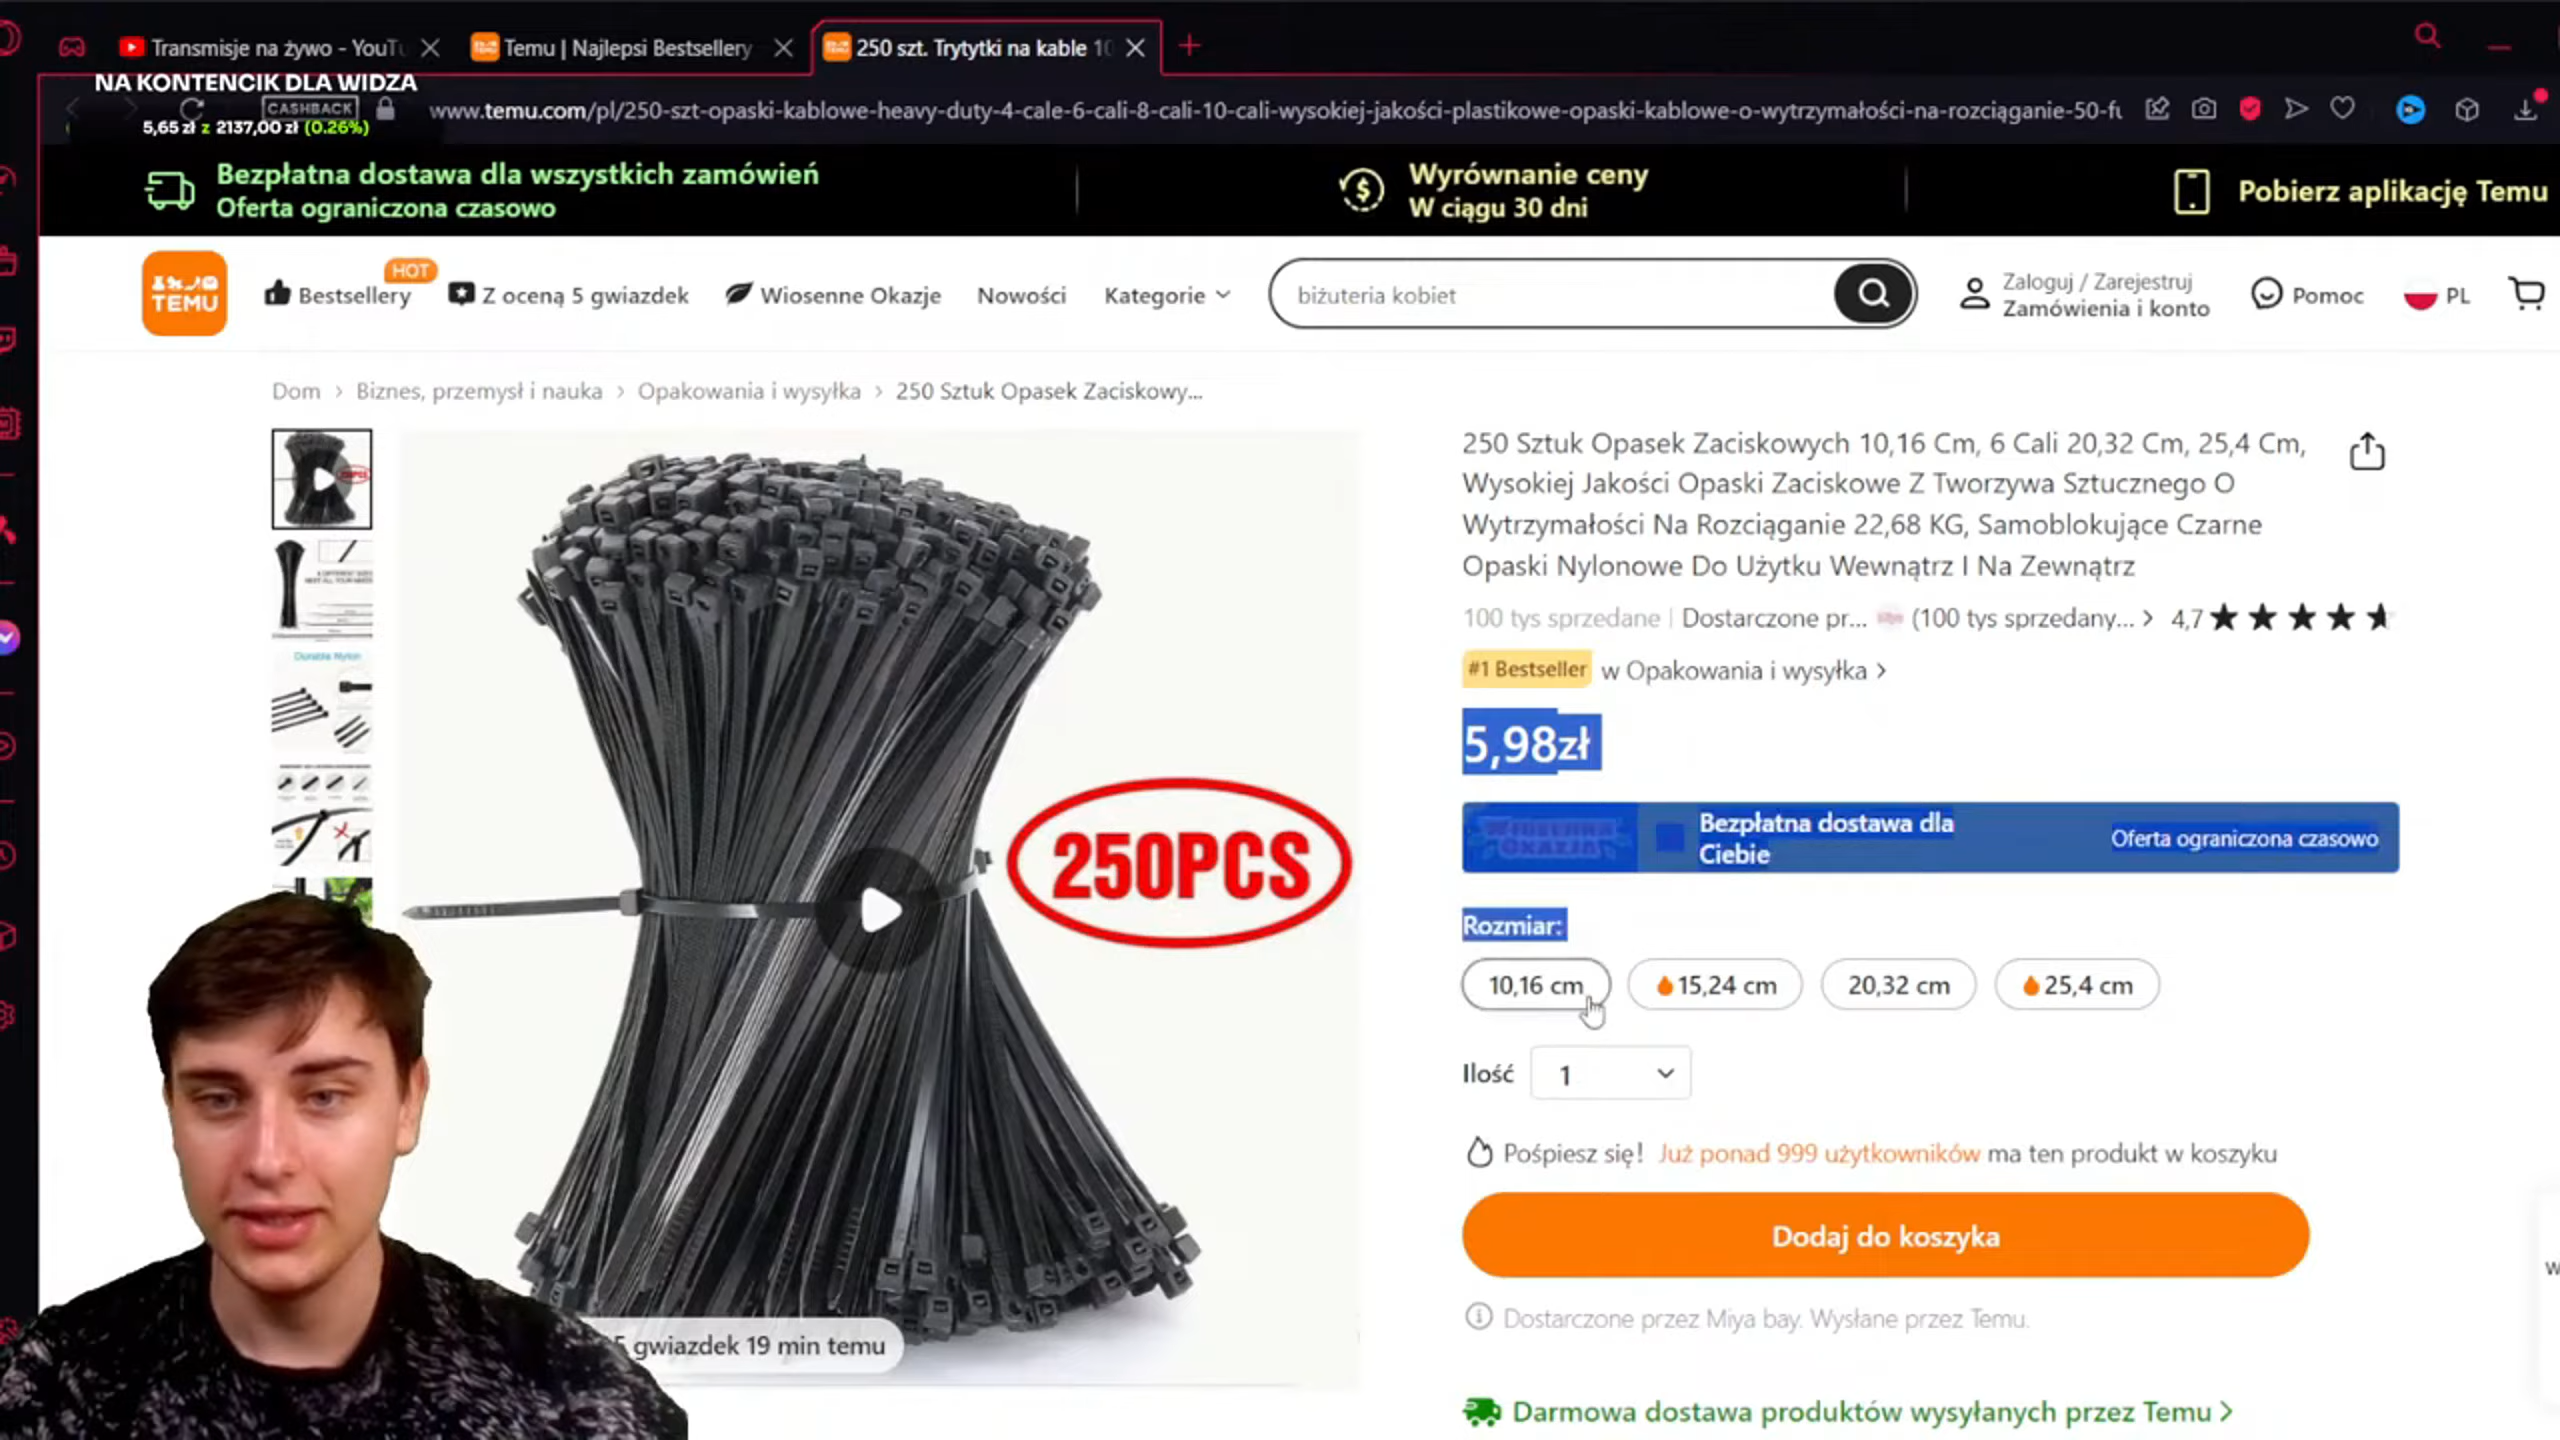 Transmisje na żywo - YouTu
Temu | Najlepsi Bestsellery
250 szt. Trytytki na kable 10
NA KONTENCIK DLA WIDZA
CASHBACK
www.temu.com/pl/250-szt-opaski-kablowe-heavy-duty-4-cale-6-cali-8-cali-10-cali-wysokiej-jakości-plastikowe-opaski-kablowe-o-wytrzymałości-na-rozciąganie-50-fu
5,65 zł z 2137,00 zł (0.26%)
Bezpłatna dostawa dla wszystkich zamówień
Oferta ograniczona czasowo
Wyrównanie ceny
W ciągu 30 dni
Pobierz aplikację Temu
TEMU
Bestsellery
HOT
Z oceną 5 gwiazdek
Wiosenne Okazje
Nowości
Kategorie
biżuteria kobiet
Zaloguj / Zarejestruj
Zamówienia i konto
Pomoc
PL
Dom > Biznes, przemysł i nauka > Opakowania i wysyłka > 250 Sztuk Opasek Zaciskowy...
250 Sztuk Opasek Zaciskowych 10,16 Cm, 6 Cali 20,32 Cm, 25,4 Cm,
Wysokiej Jakości Opaski Zaciskowe Z Tworzywa Sztucznego O
Wytrzymałości Na Rozciąganie 22,68 KG, Samoblokujące Czarne
Opaski Nylonowe Do Użytku Wewnątrz I Na Zewnątrz
100 tys sprzedane | Dostarczone pr... (100 tys sprzedany... > 4,7
#1 Bestseller w Opakowania i wysyłka >
5,98zł
Bezpłatna dostawa dla
Ciebie
Oferta ograniczona czasowo
Rozmiar:
10,16 cm
15,24 cm
20,32 cm
25,4 cm
Ilość 1
Pośpiesz się! Już ponad 999 użytkowników ma ten produkt w koszyku
Dodaj do koszyka
Dostarczone przez Miya bay. Wysłane przez Temu.
Darmowa dostawa produktów wysyłanych przez Temu >
Durable Nylon
250PCS
5 gwiazdek 19 min temu